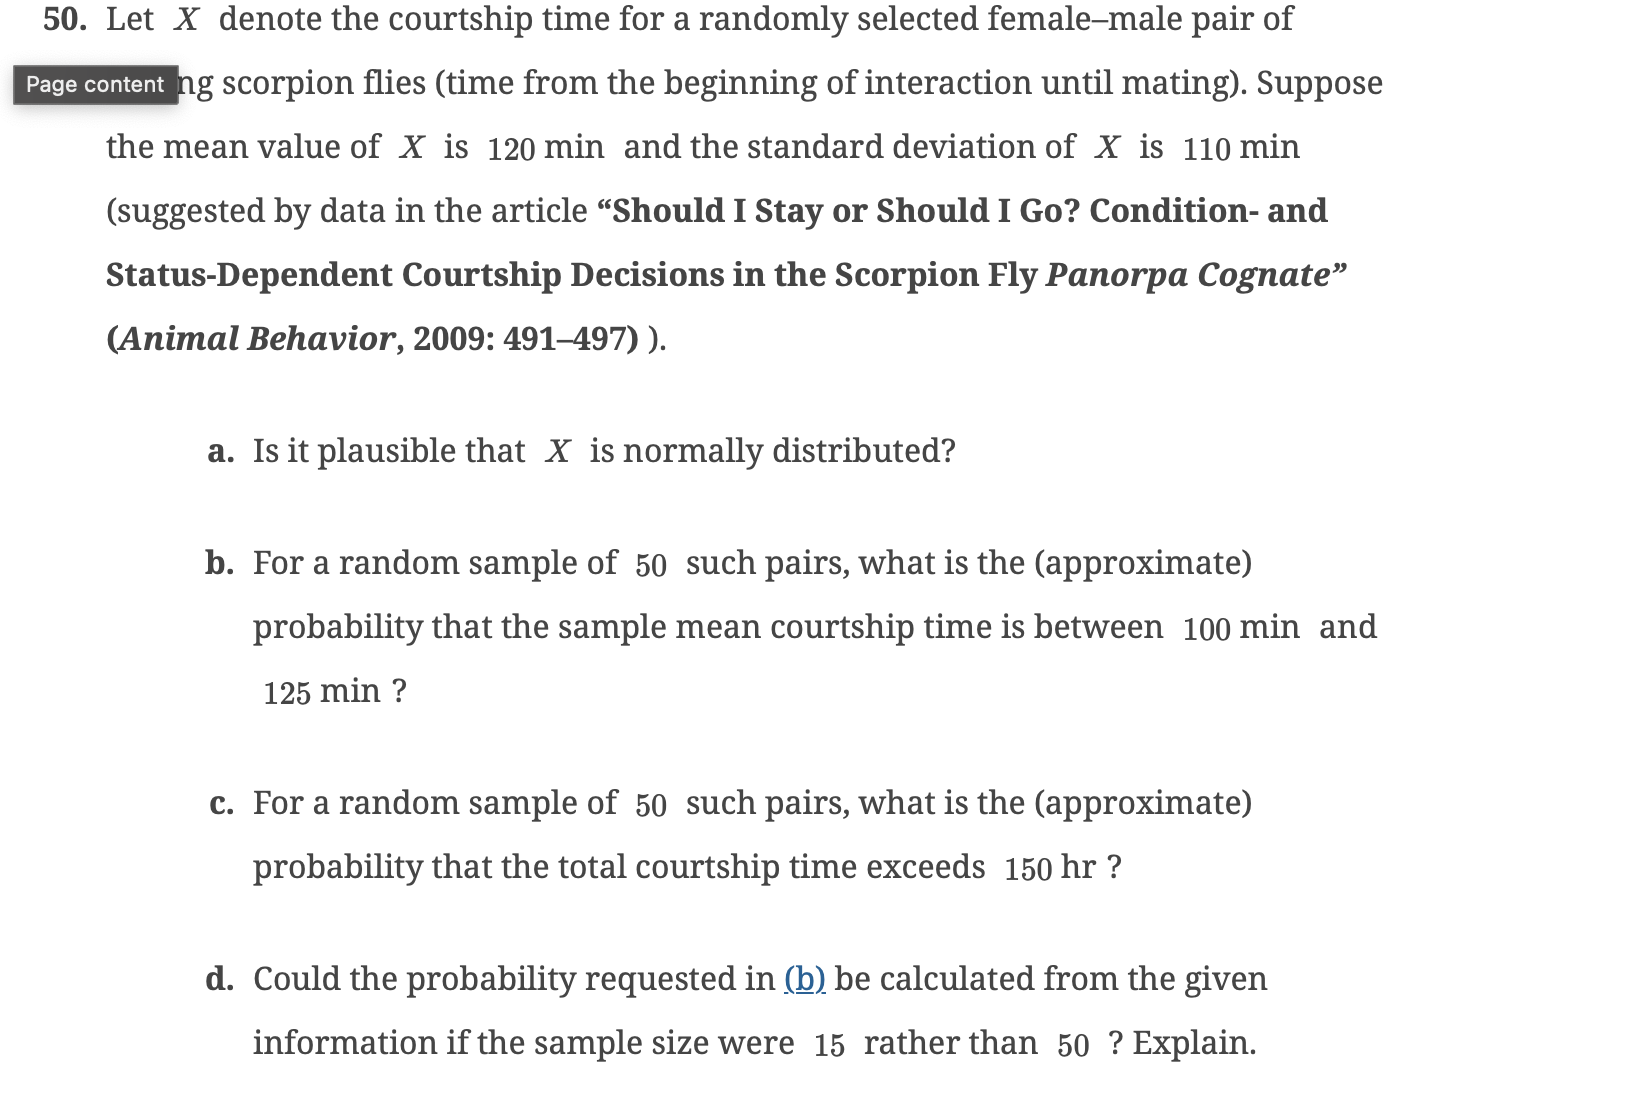 50. Let X denote the courtship time for a randomly selected female–male pair of
Page content ng scorpion flies (time from the beginning of interaction until mating). Suppose
the mean value of X is 120 min and the standard deviation of X is 110 min
(suggested by data in the article “Should I Stay or Should I Go? Condition- and
Status-Dependent Courtship Decisions in the Scorpion Fly Panorpa Cognate”
(Animal Behavior, 2009: 491–497) ).
a. Is it plausible that X is normally distributed?
b. For a random sample of 50 such pairs, what is the (approximate)
probability that the sample mean courtship time is between 100 min and
125 min ?
c. For a random sample of 50 such pairs, what is the (approximate)
probability that the total courtship time exceeds 150 hr ?
d. Could the probability requested in (b) be calculated from the given
information if the sample size were 15 rather than 50 ? Explain.